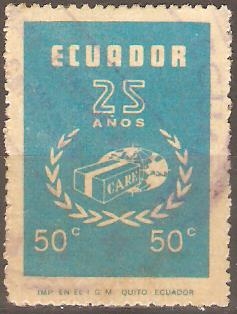 ECUADOR
25
AÑOS
CARE
50c 50c
IMP. EN EL I. G. M. QUITO ECUADOR